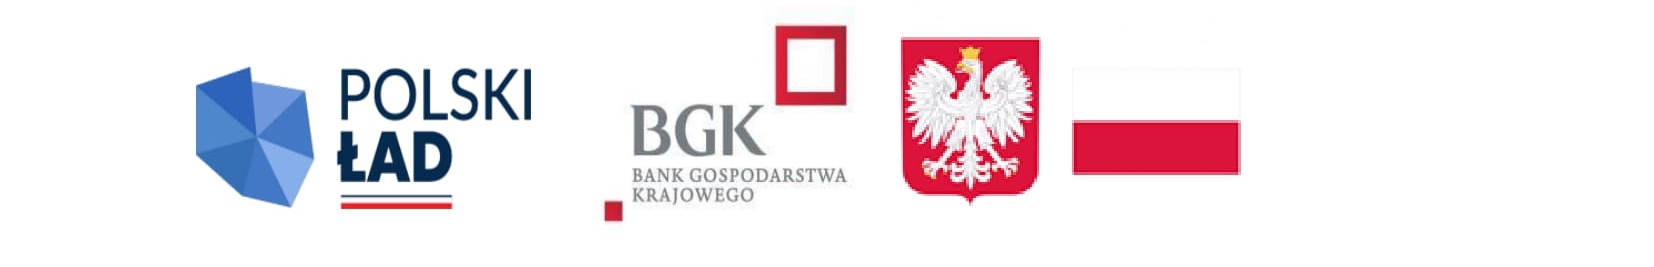 POLSKI
ŁAD
BGK
BANK GOSPODARSTWA
KRAJOWEGO